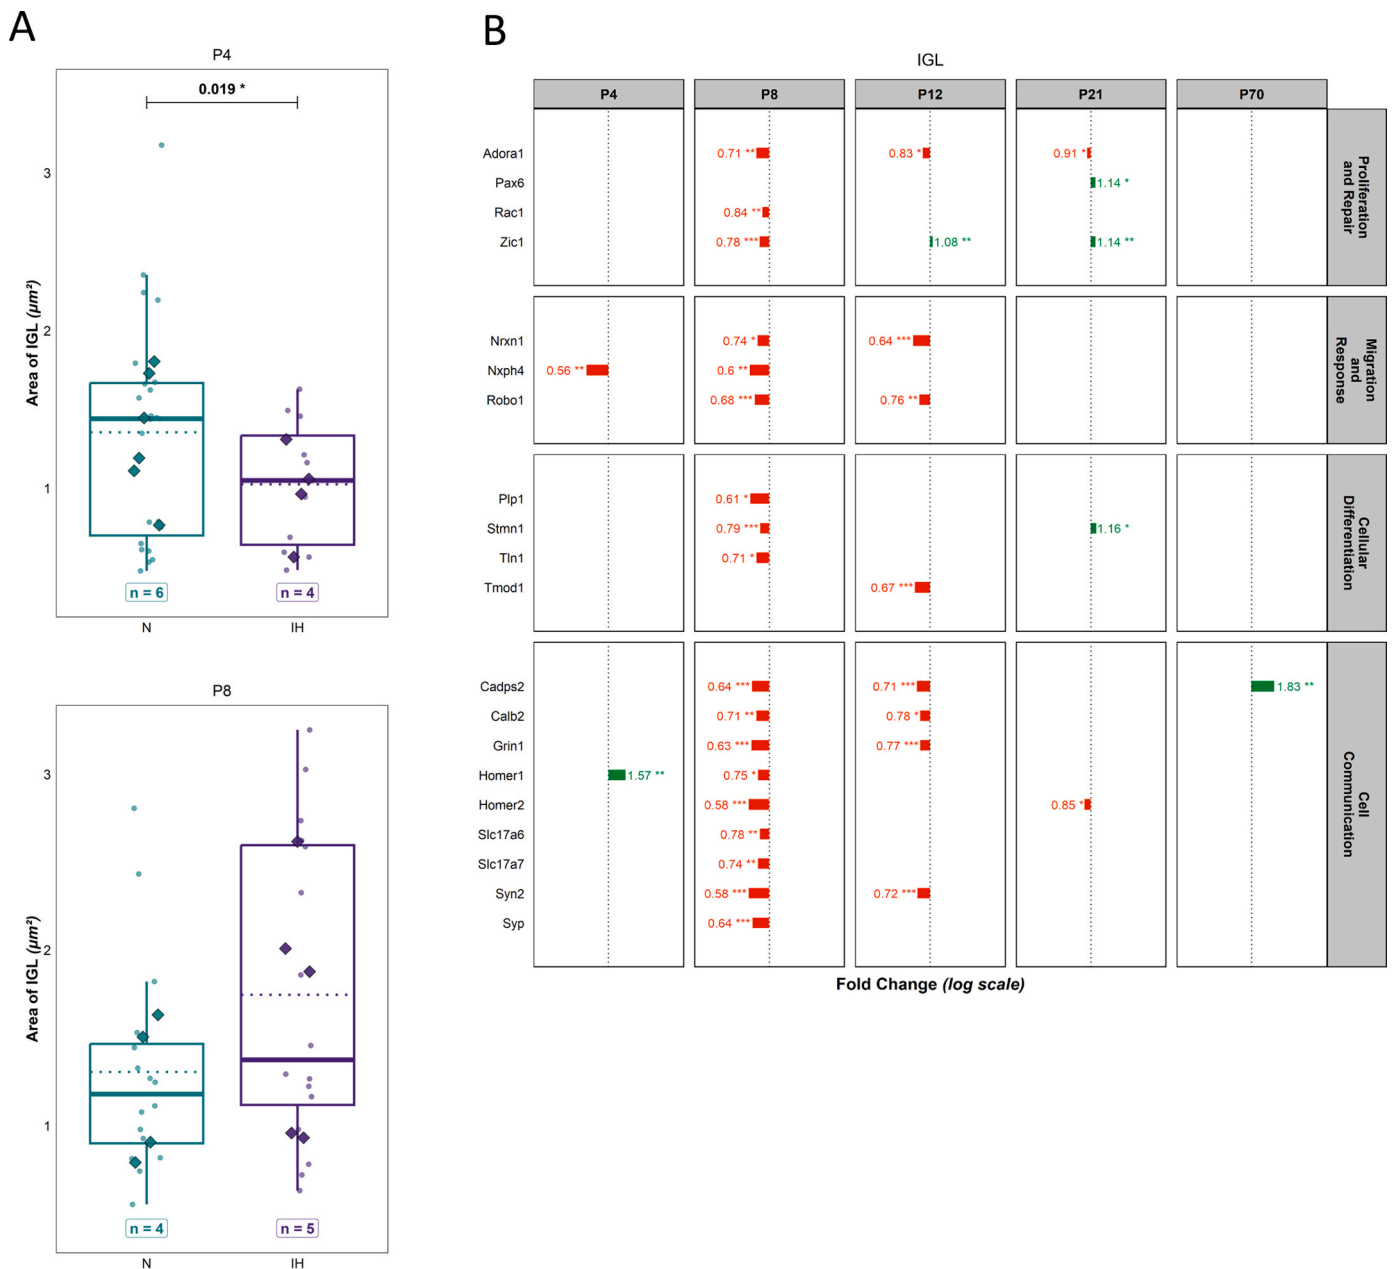 A
P4
0.019 *
Area of IGL (µm²)
3
2
1
n = 6
n = 4
N
IH
P8
Area of IGL (µm²)
3
2
1
n = 4
n = 5
N
IH
B
IGL
P4
P8
P12
P21
P70
Adora1
0.71 **
0.83 *
0.91 *
Pax6
1.14 *
Rac1
0.84 **
Zic1
0.78 ***
1.08 **
1.14 **
Proliferation
and Repair
Nrxn1
0.74 *
0.64 ***
Nxph4
0.56 **
0.6 **
Robo1
0.68 ***
0.76 **
Migration
and
Response
Plp1
0.61 *
Stmn1
0.79 ***
1.16 *
Tln1
0.71 *
Tmod1
0.67 ***
Cellular
Differentiation
Cadps2
0.64 ***
0.71 ***
1.83 **
Calb2
0.71 **
0.78 *
Grin1
0.63 ***
0.77 ***
Homer1
1.57 **
0.75 *
Homer2
0.58 ***
0.85 *
Slc17a6
0.78 **
Slc17a7
0.74 **
Syn2
0.58 ***
0.72 ***
Syp
0.64 ***
Cell
Communication
Fold Change (log scale)